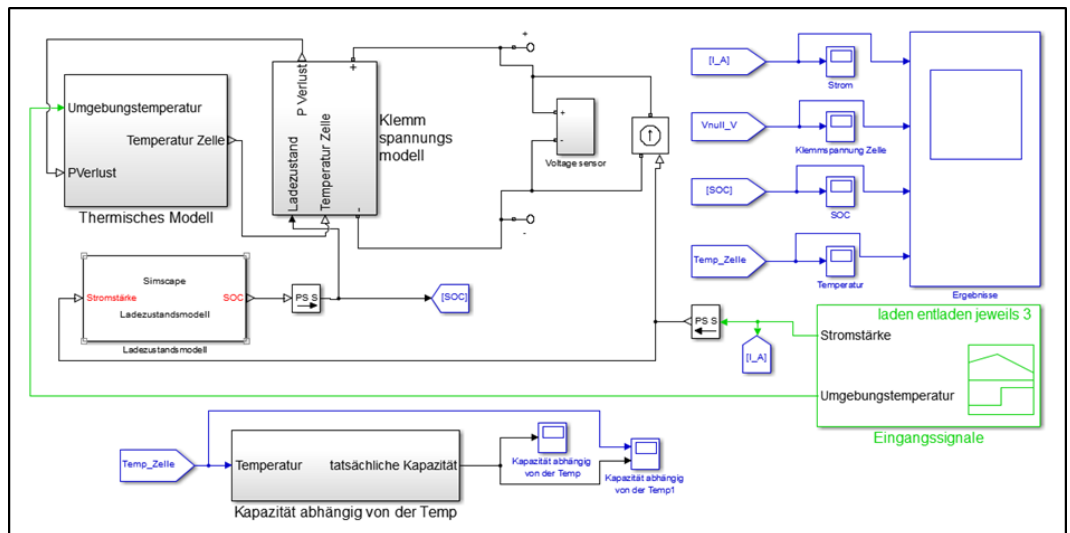 Umgebungstemperatur
Temperatur Zelle
PVerlust
Thermisches Modell
P Verlust
+
Ladezustand
Temperatur Zelle
-
Klemm
spannungs
modell
+
-
+
-
Voltage sensor
[I_A]
Strom
Vnull_V
Klemmspannung Zelle
[SOC]
SOC
Temp_Zelle
Temperatur
Ergebnisse
Simscape
Stromstärke
SOC
Ladezustandsmodell
Ladezustandsmodell
PS S
[SOC]
PS S
[I_A]
laden entladen jeweils 3
Stromstärke
Umgebungstemperatur
Eingangssignale
Temp_Zelle
Temperatur
tatsächliche Kapazität
Kapazität abhängig von der Temp
Kapazität abhängig
von der Temp
Kapazität abhängig
von der Temp1